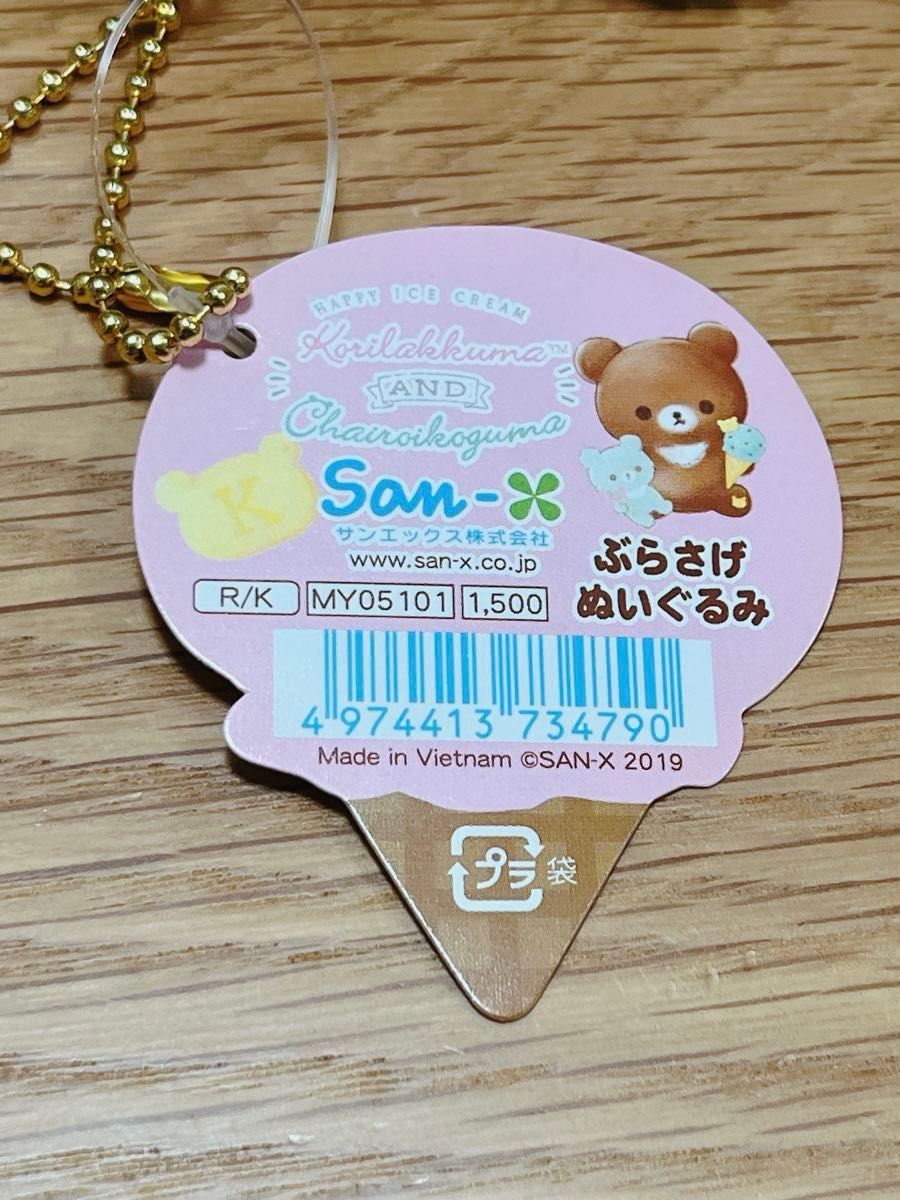 HAPPY ICE CREAM
Korilakkuma™
AND
Chairoikoguma
K
San-X
サンエックス株式会社
www.san-x.co.jp
ぶらさげ
ぬいぐるみ
R/K MY05101 1,500
4 974413 734790
Made in Vietnam ©SAN-X 2019
プラ 袋